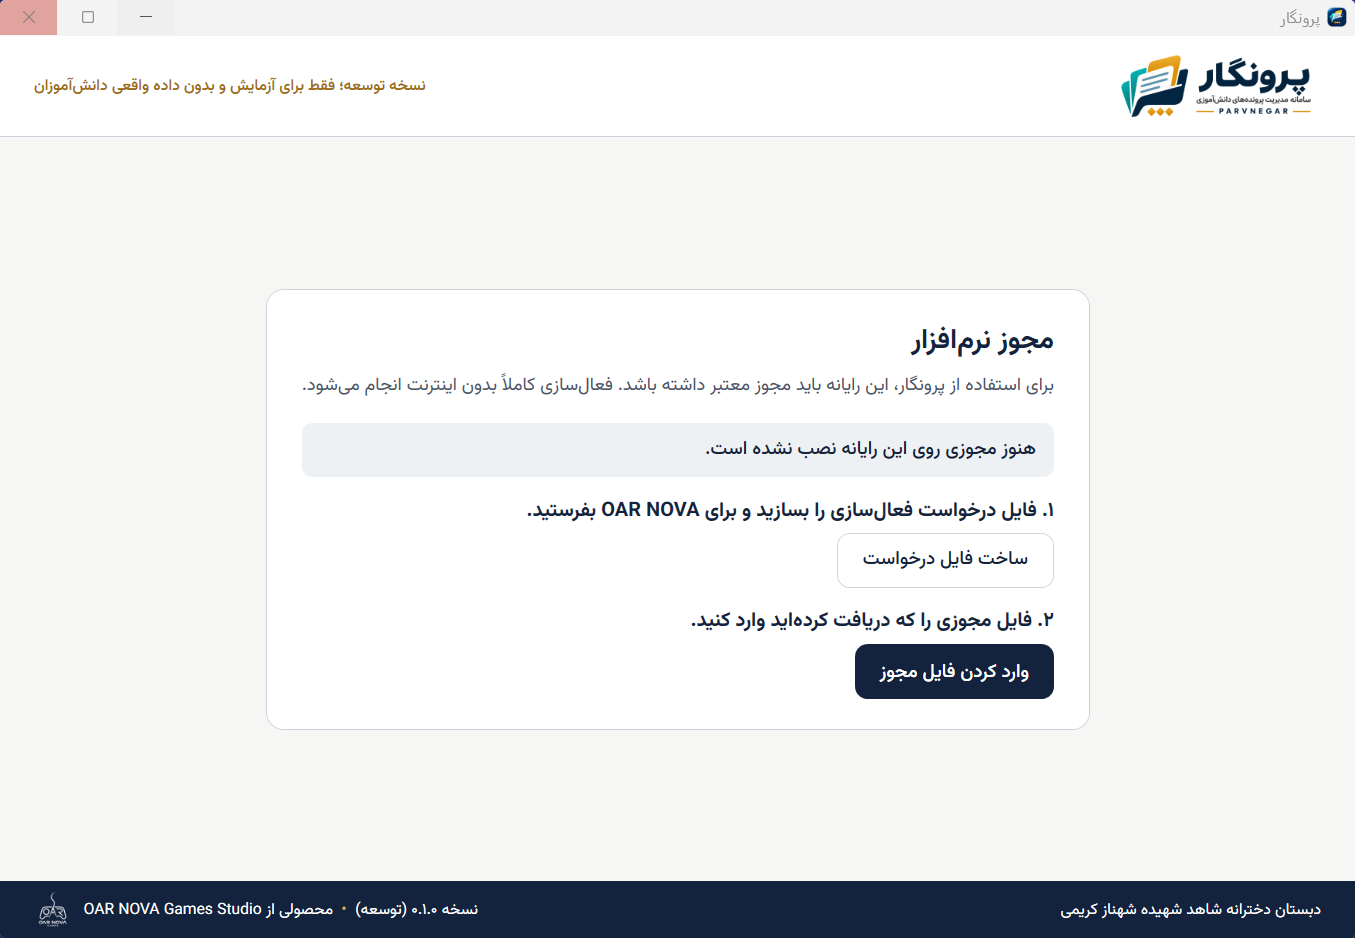 پرونگار
پرونگار
سامانه مدیریت پرونده‌های دانش‌آموزی
PARVNEGAR
نسخه توسعه؛ فقط برای آزمایش و بدون داده واقعی دانش‌آموزان
مجوز نرم‌افزار
برای استفاده از پرونگار، این رایانه باید مجوز معتبر داشته باشد. فعال‌سازی کاملاً بدون اینترنت انجام می‌شود.
هنوز مجوزی روی این رایانه نصب نشده است.
۱. فایل درخواست فعال‌سازی را بسازید و برای OAR NOVA بفرستید.
ساخت فایل درخواست
۲. فایل مجوزی را که دریافت کرده‌اید وارد کنید.
وارد کردن فایل مجوز
دبستان دخترانه شاهد شهیده شهناز کریمی
نسخه ۰.۱.۰ (توسعه) • محصولی از OAR NOVA Games Studio
OAR NOVA
GAMES